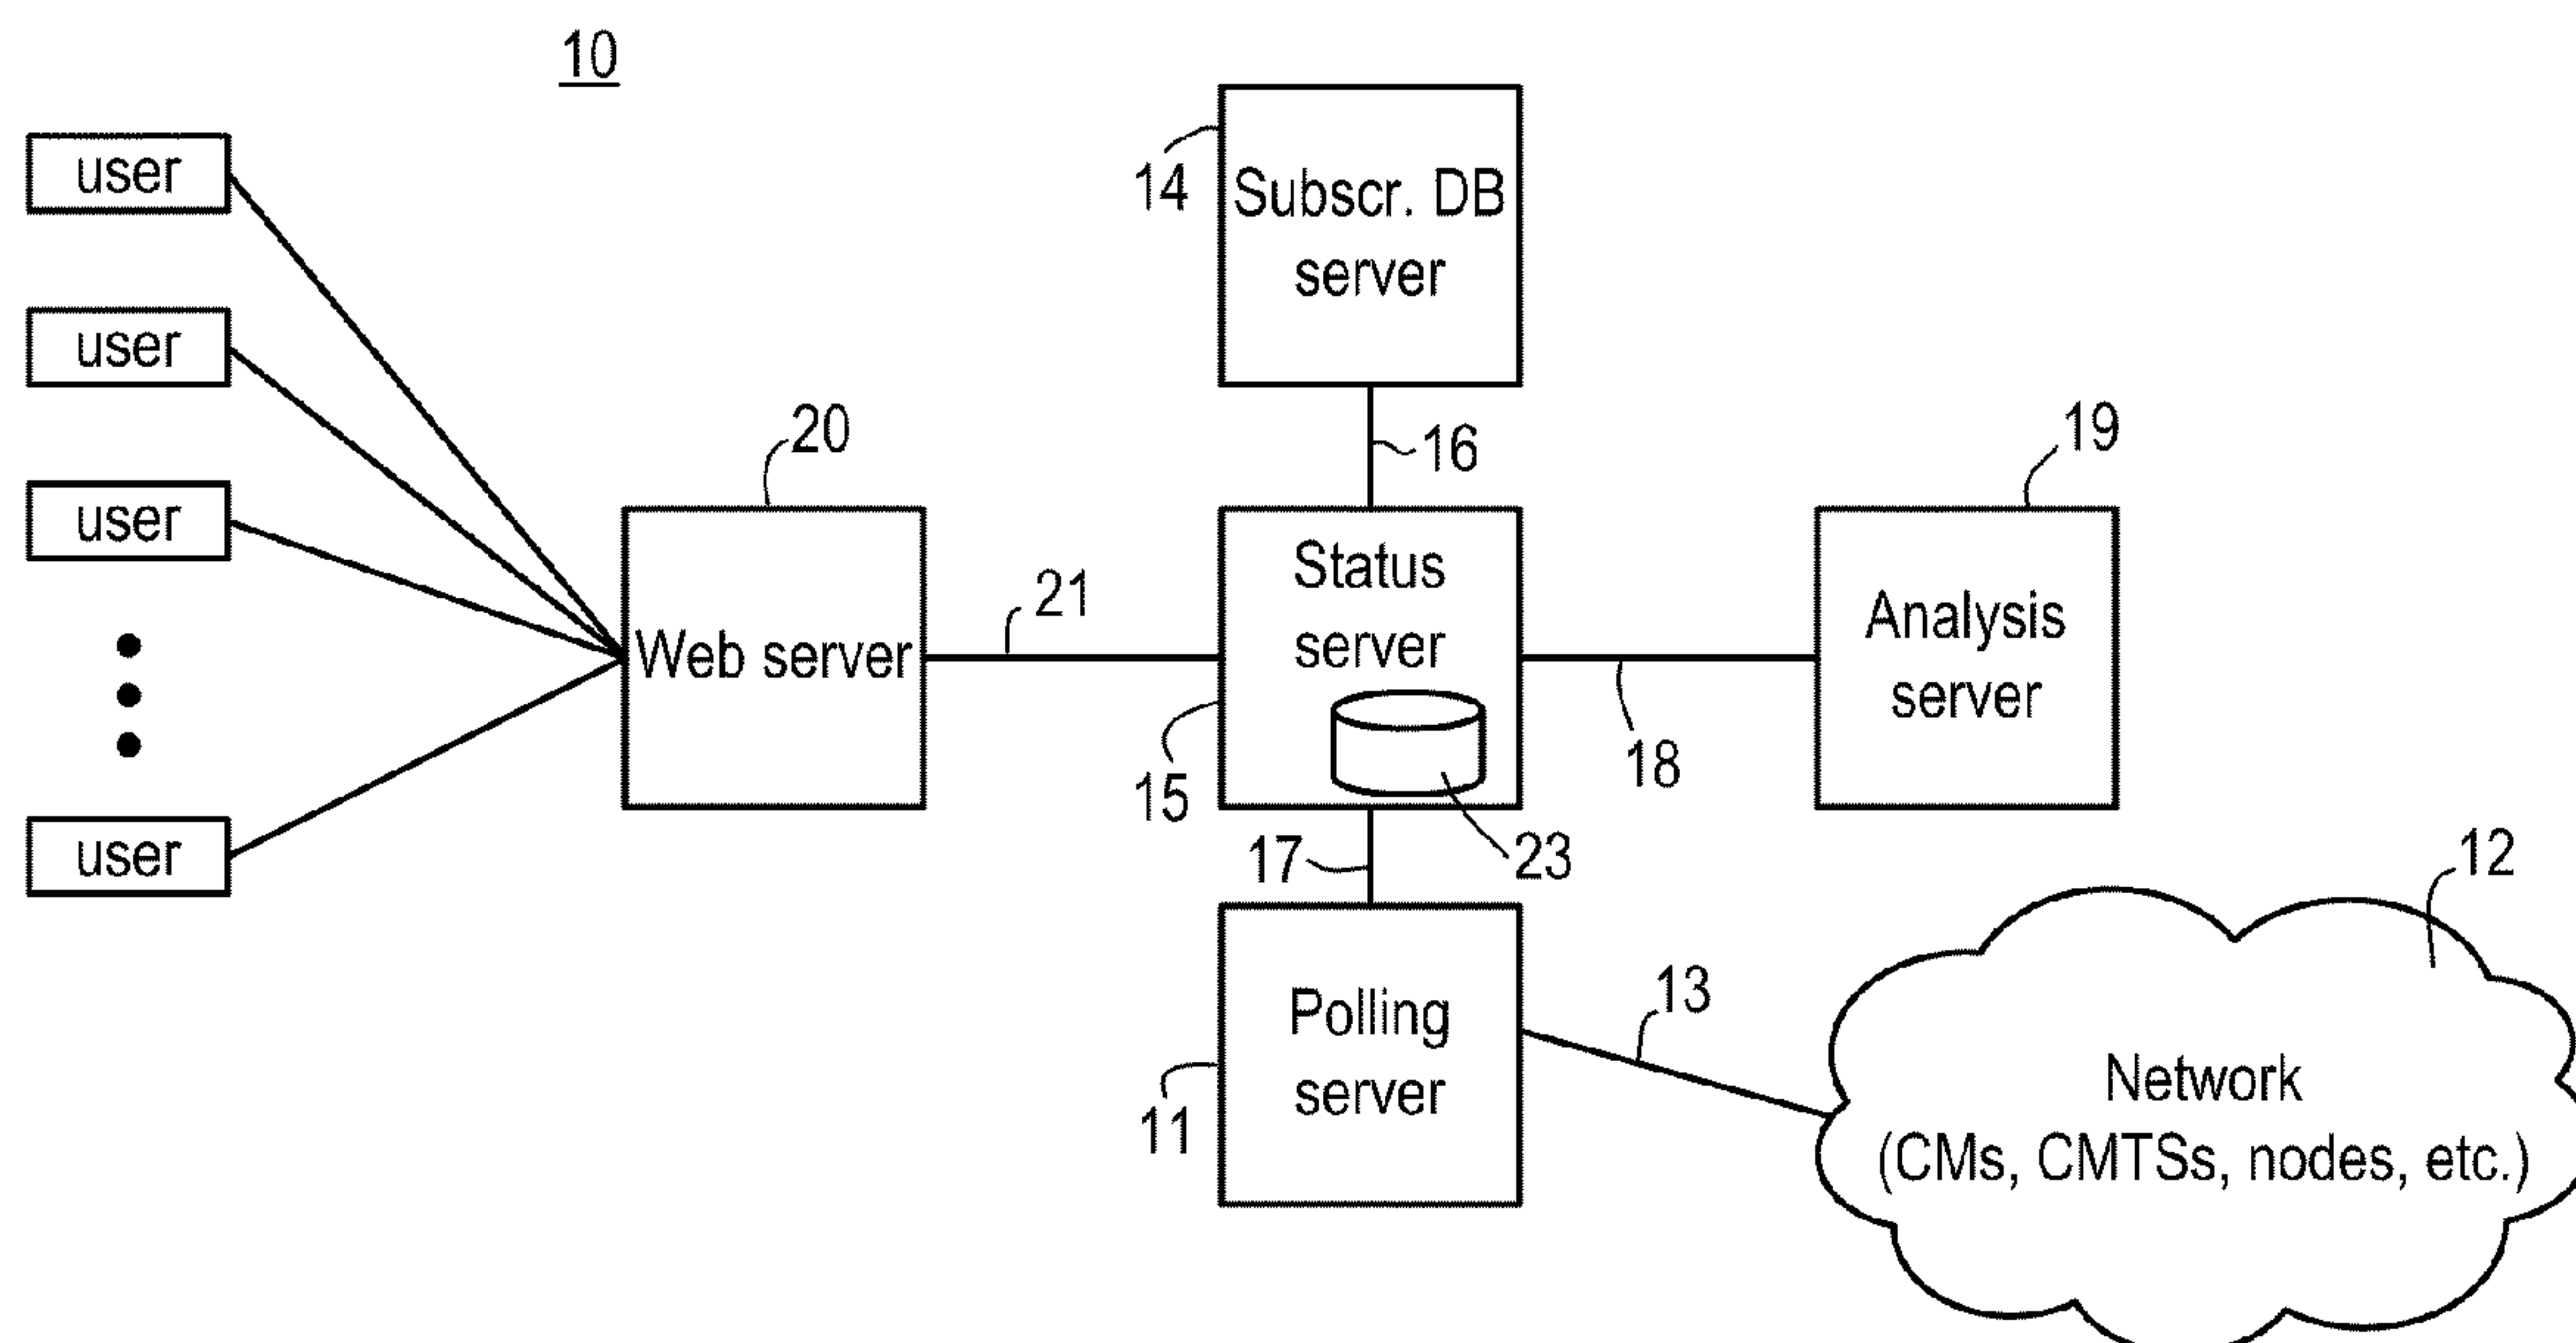 10
user
user
user
user
20
Web server
21
14
Subscr. DB
server
16
Status
server
15
23
17
18
19
Analysis
server
Polling
server
11
13
12
Network
(CMs, CMTSs, nodes, etc.)